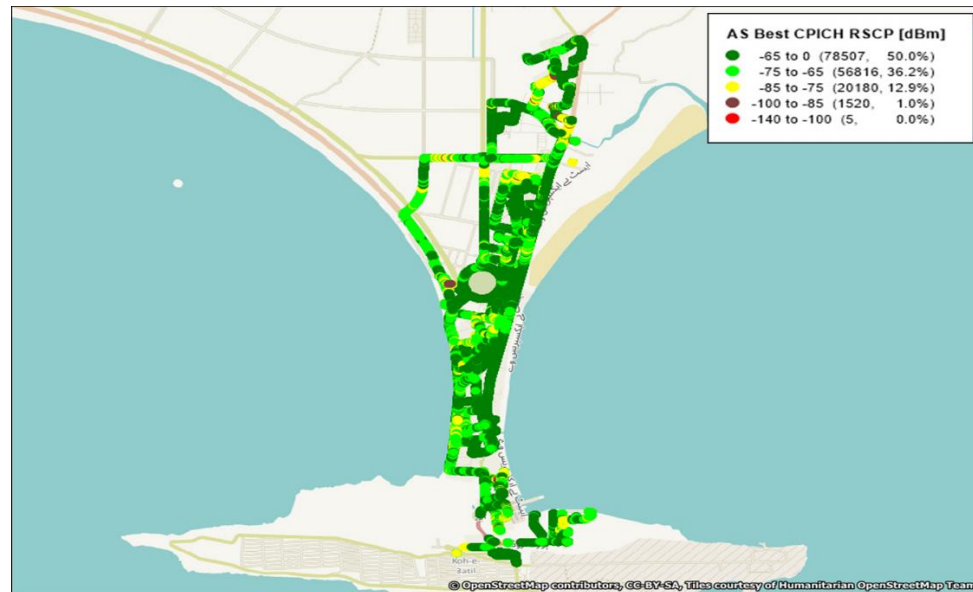 AS Best CPICH RSCP [dBm]
-65 to 0 (78507, 50.0%)
-75 to -65 (56816, 36.2%)
-85 to -75 (20180, 12.9%)
-100 to -85 (1520, 1.0%)
-140 to -100 (5, 0.0%)
Koh-e-
Batil
© OpenStreetMap contributors, CC-BY-SA, Tiles courtesy of Humanitarian OpenStreetMap Team